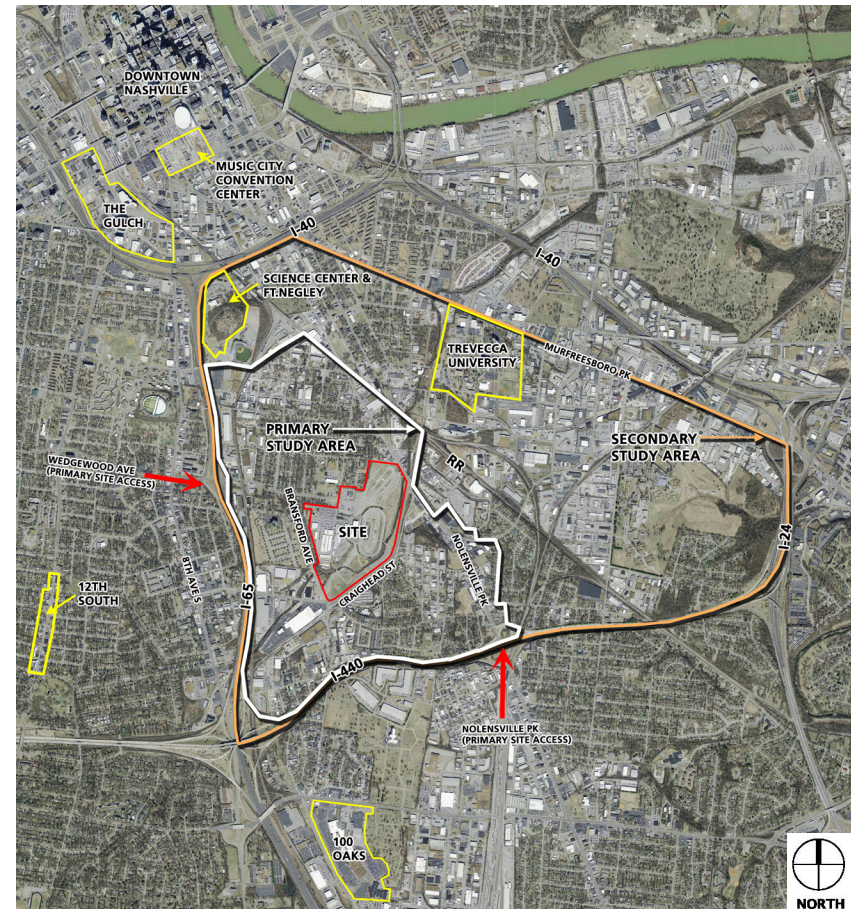 DOWNTOWN
NASHVILLE
MUSIC CITY
CONVENTION
CENTER
THE
GULCH
I-40
I-40
SCIENCE CENTER &
FT.NEGLEY
TREVECCA
UNIVERSITY
MURFREESBORO PK
PRIMARY
STUDY AREA
SECONDARY
STUDY AREA
RR
WEDGEWOOD AVE
(PRIMARY SITE ACCESS)
BRANSFORD AVE
SITE
I-24
8TH AVE S
NOLENSVILLE PK
CRAIGHEAD ST
12TH
SOUTH
I-65
I-440
NOLENSVILLE PK
(PRIMARY SITE ACCESS)
100
OAKS
NORTH